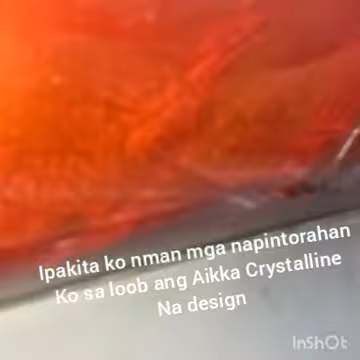 Ipakita ko nman mga napintorahan
Ko sa loob ang Aikka Crystalline
Na design
InShOt